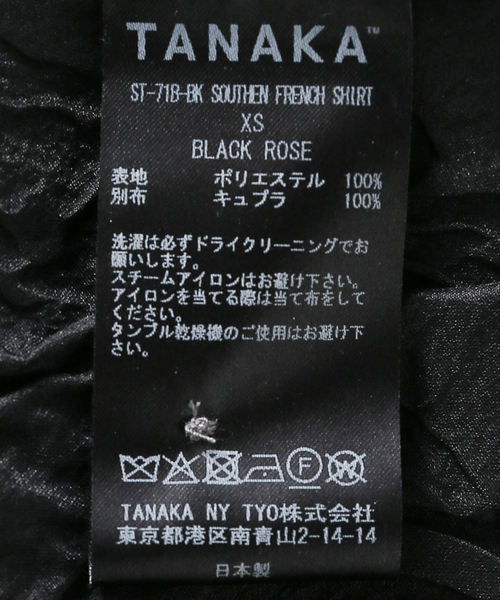 TANAKA™
ST-71B-BK SOUTHEN FRENCH SHIRT
XS
BLACK ROSE
表地 ポリエステル 100%
別布 キュプラ 100%
洗濯は必ずドライクリーニングでお
願いします。
スチームアイロンはお避け下さい。
アイロンを当てる際は当て布をして
ください。
タンブル乾燥機のご使用はお避け下
さい。
F W
TANAKA NY TYO株式会社
東京都港区南青山2-14-14
日本製